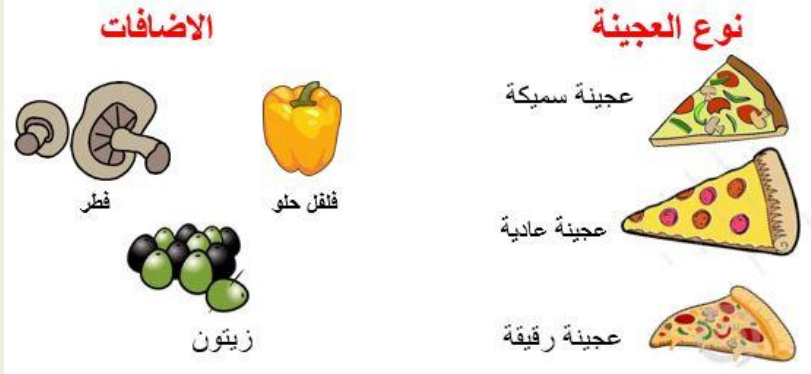 نوع العجينة
عجينة سميكة
عجينة عادية
عجينة رقيقة
الاضافات
فلفل حلو
فطر
زيتون